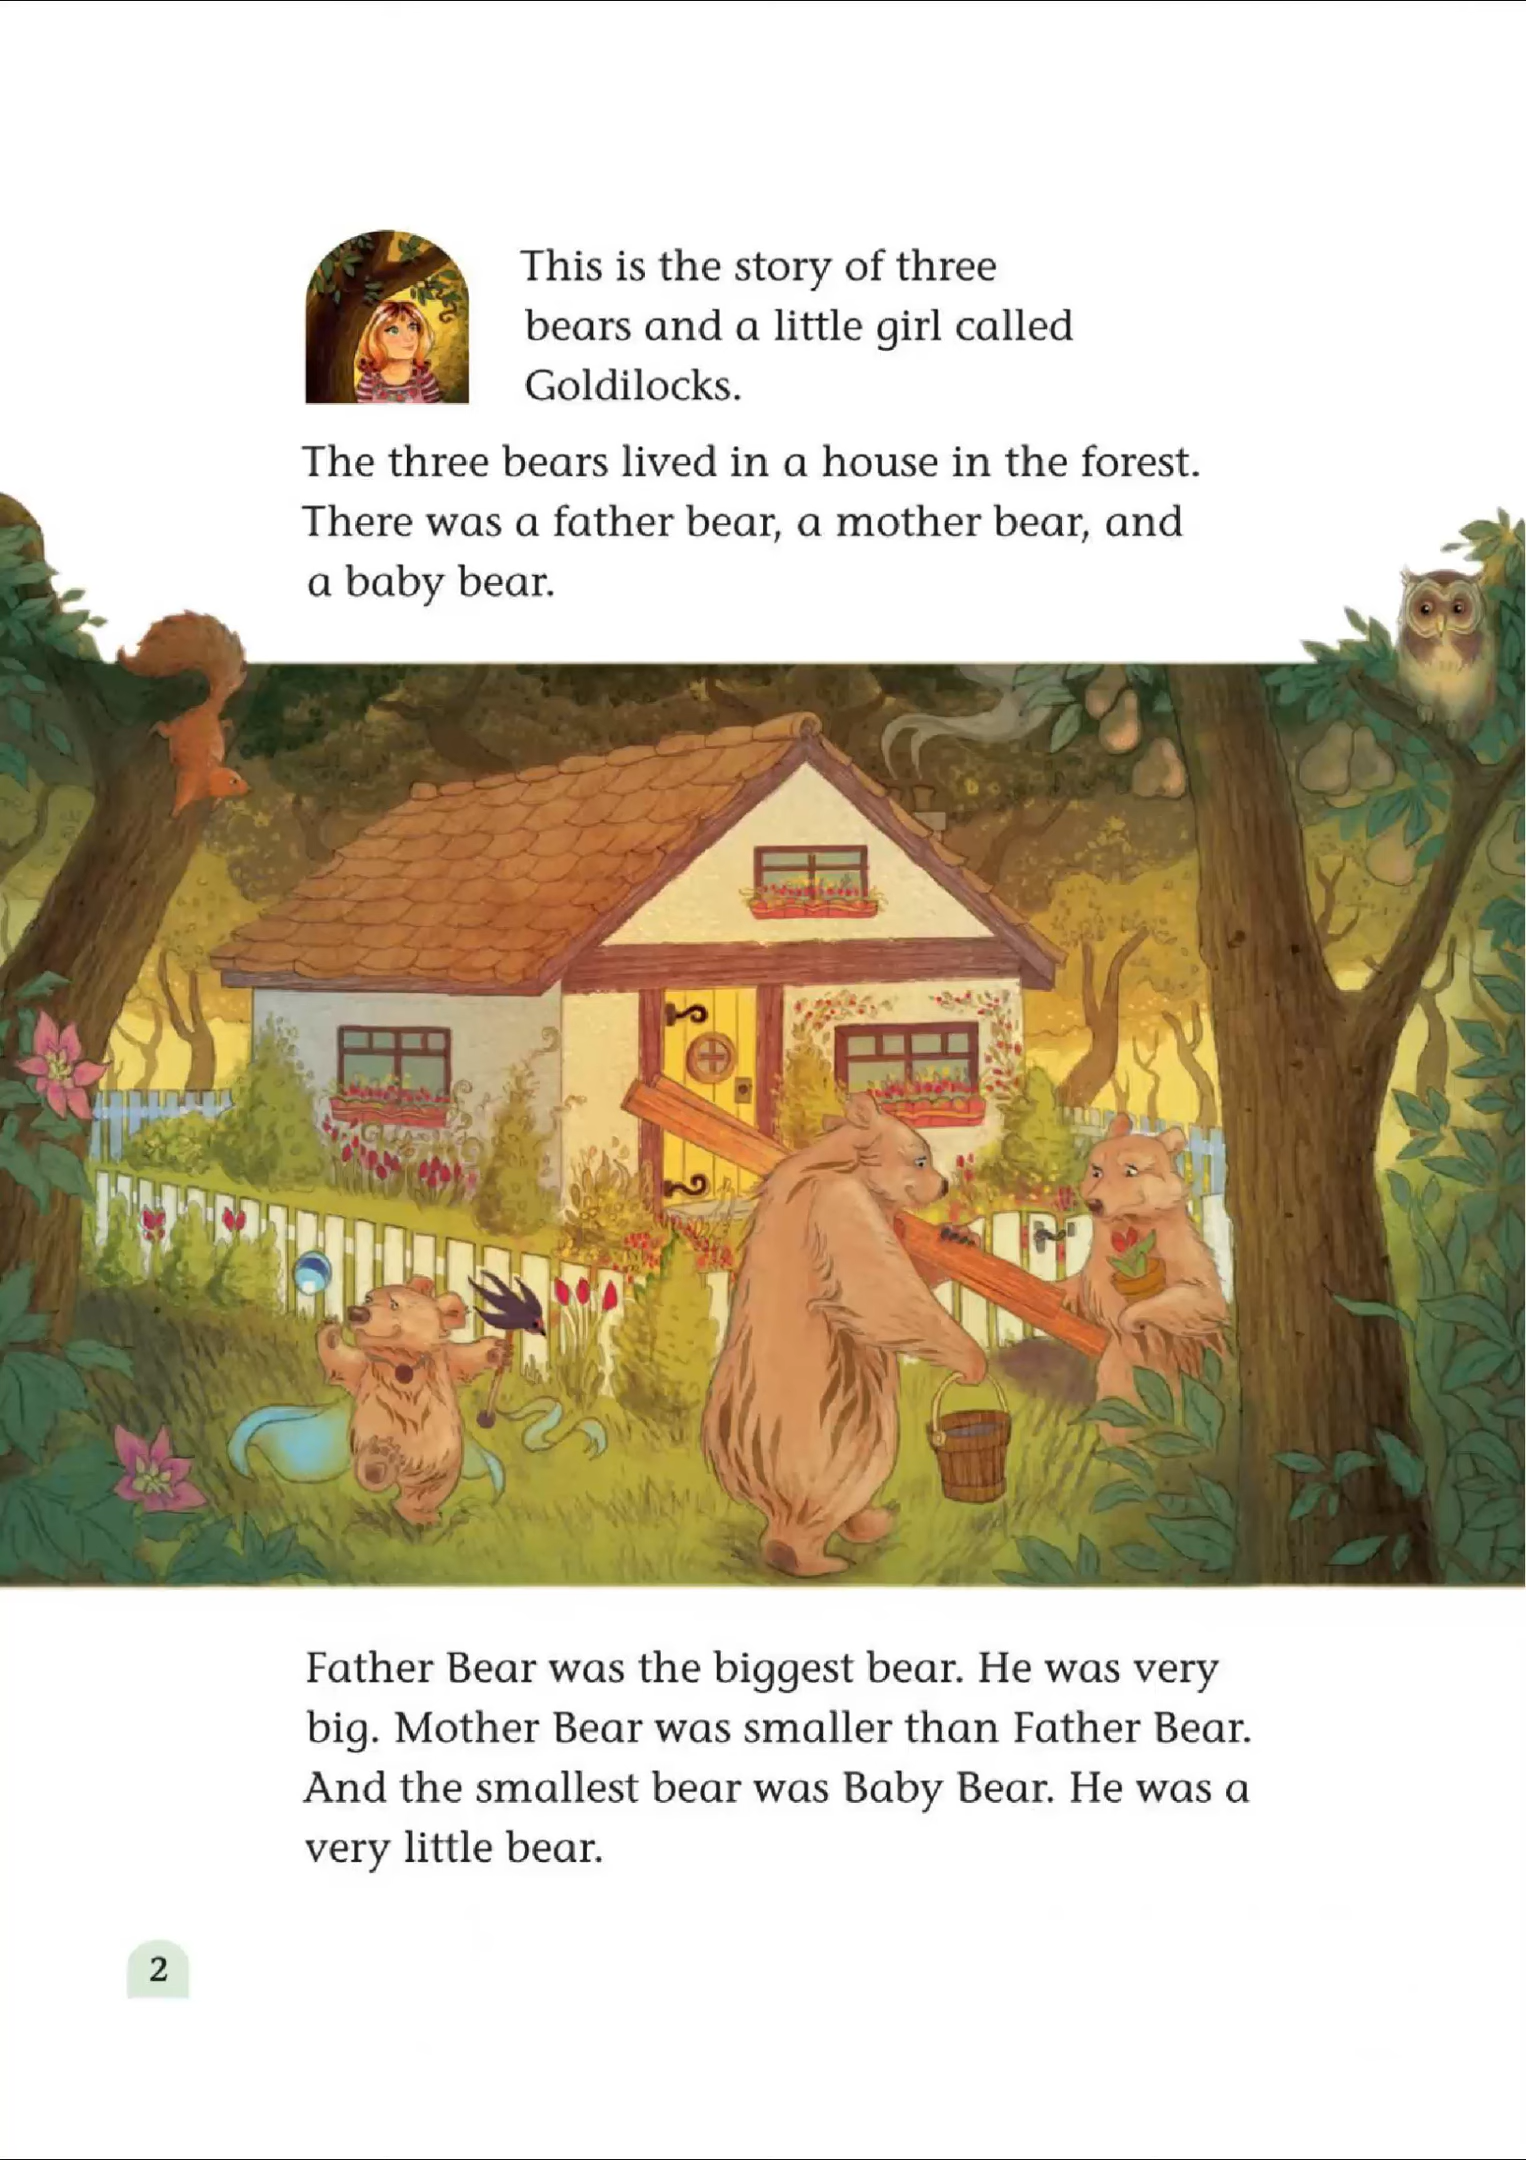 This is the story of three
bears and a little girl called
Goldilocks.
The three bears lived in a house in the forest.
There was a father bear, a mother bear, and
a baby bear.
Father Bear was the biggest bear. He was very
big. Mother Bear was smaller than Father Bear.
And the smallest bear was Baby Bear. He was a
very little bear.
2